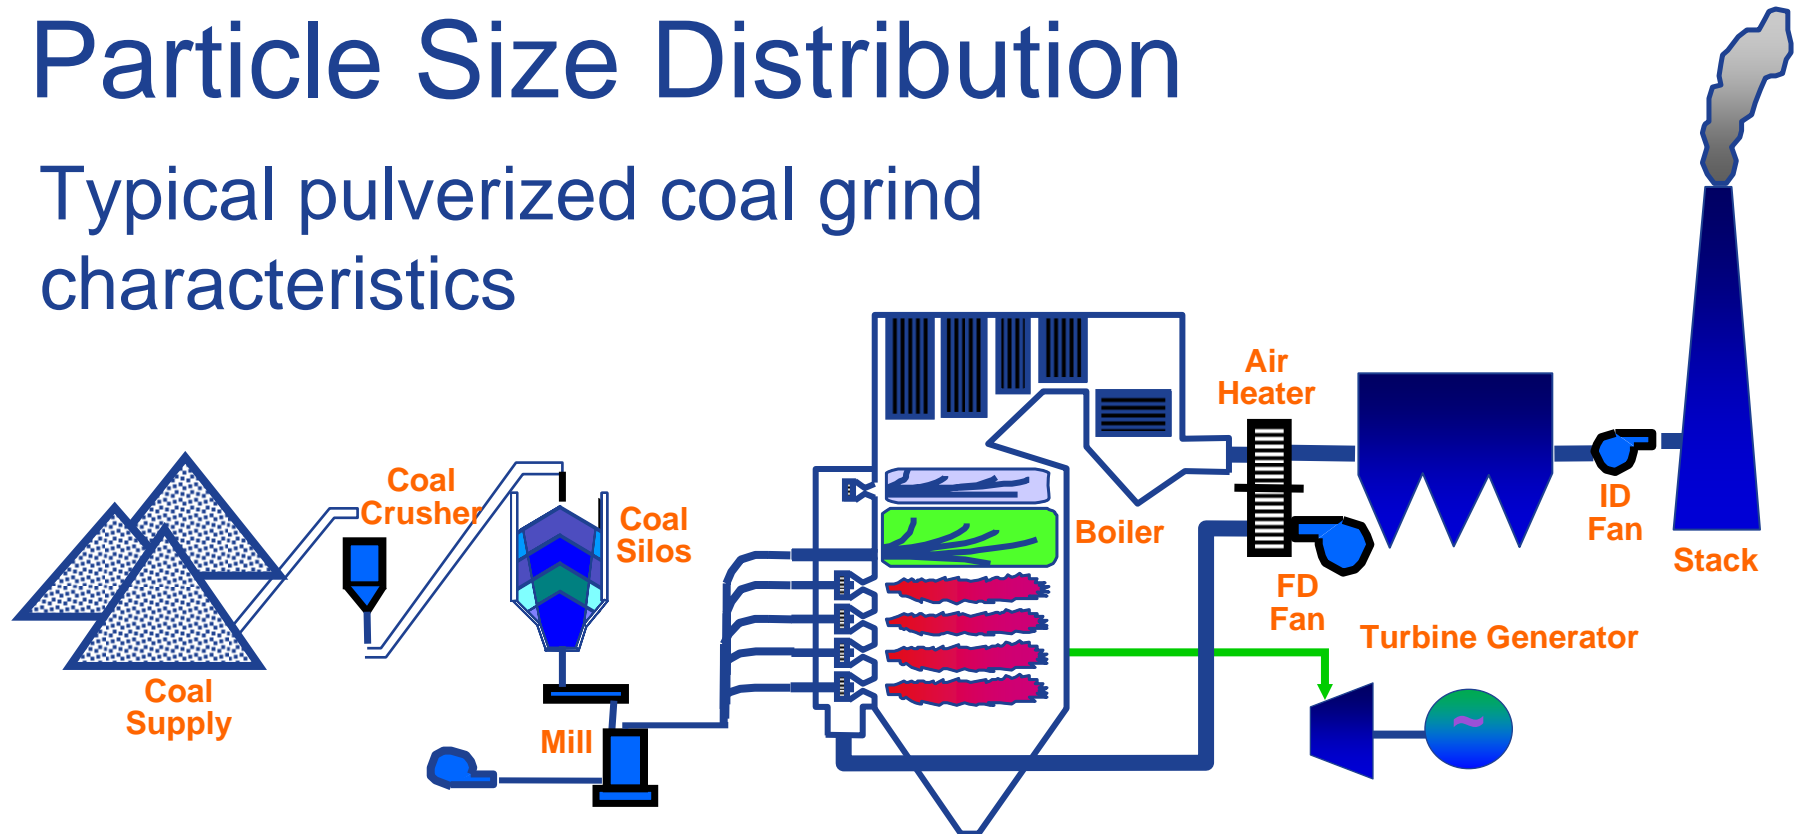 Particle Size Distribution
Typical pulverized coal grind
characteristics
Air
Heater
Coal
Crusher
Coal
Silos
Boiler
ID
Fan
Stack
FD
Fan
Turbine Generator
Coal
Supply
Mill
~